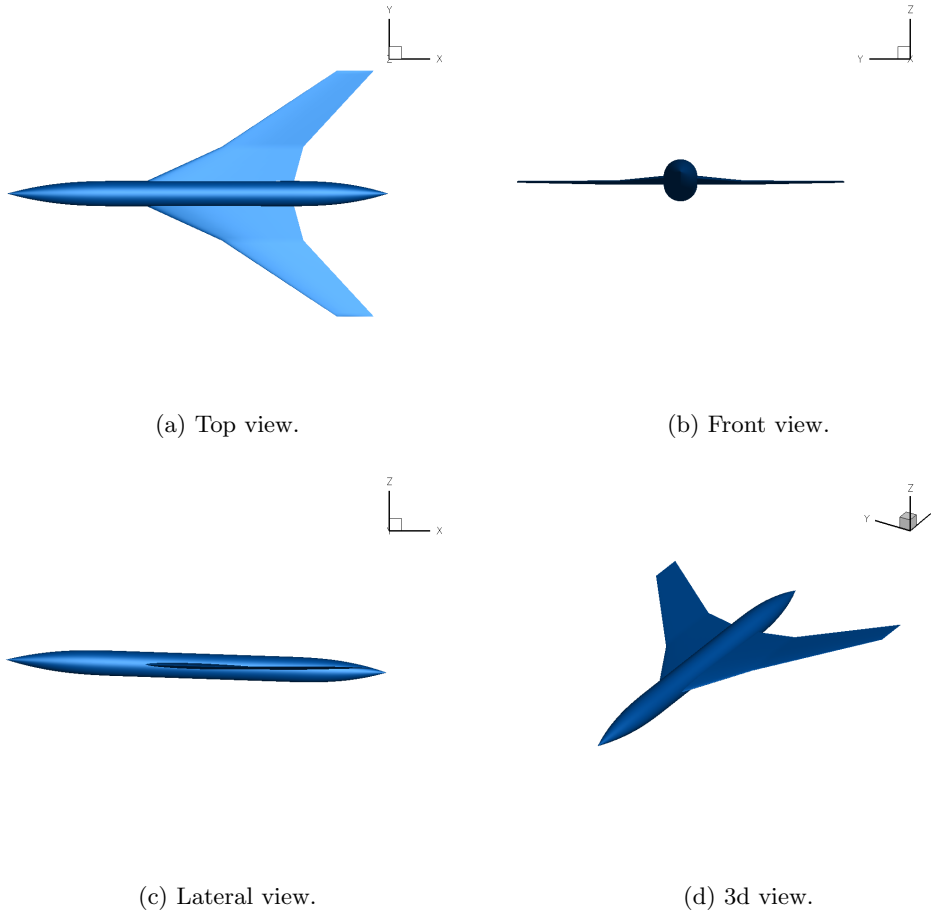 Y
Z X
Z
Y X
(a) Top view.
(b) Front view.
Z
X
Z
Y
(c) Lateral view.
(d) 3d view.